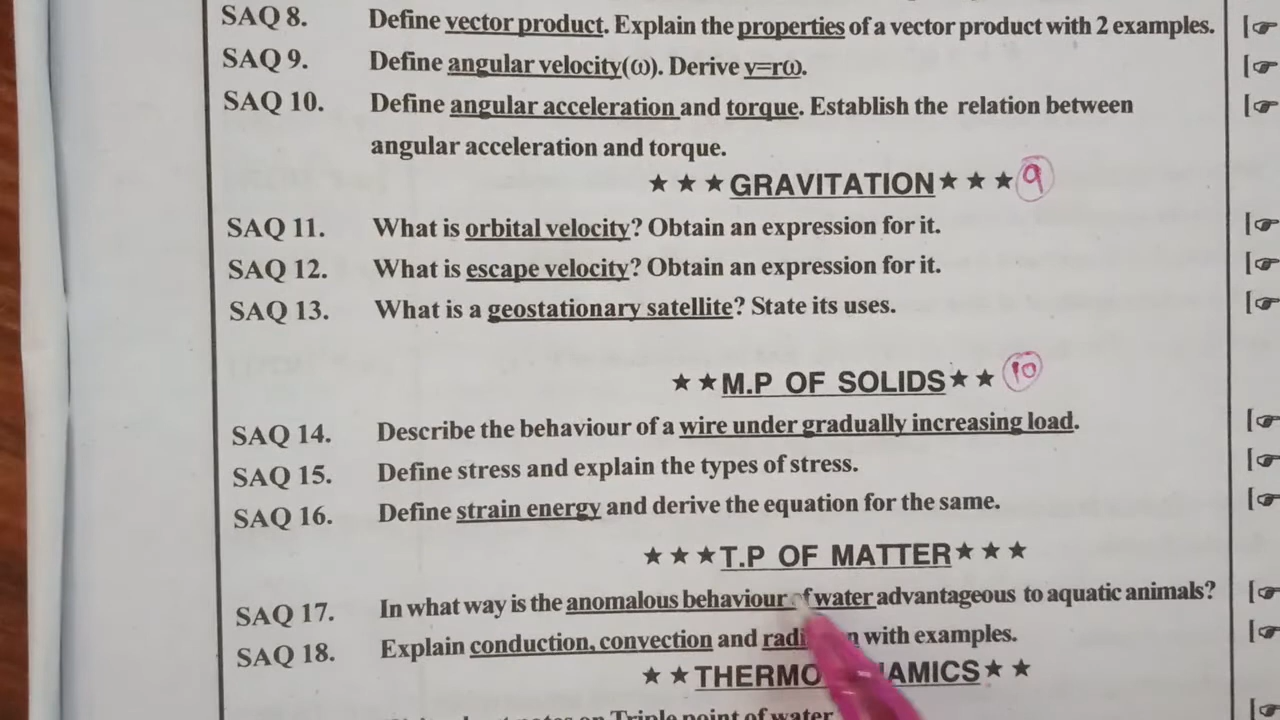 SAQ 8. Define vector product. Explain the properties of a vector product with 2 examples.
SAQ 9. Define angular velocity(ω). Derive v=rω.
SAQ 10. Define angular acceleration and torque. Establish the relation between
angular acceleration and torque.
★ ★ ★ GRAVITATION ★ ★ ★ 9
SAQ 11. What is orbital velocity? Obtain an expression for it.
SAQ 12. What is escape velocity? Obtain an expression for it.
SAQ 13. What is a geostationary satellite? State its uses.
★ ★ M.P OF SOLIDS ★ ★ 10
SAQ 14. Describe the behaviour of a wire under gradually increasing load.
SAQ 15. Define stress and explain the types of stress.
SAQ 16. Define strain energy and derive the equation for the same.
★ ★ ★ T.P OF MATTER ★ ★ ★
SAQ 17. In what way is the anomalous behaviour of water advantageous to aquatic animals?
SAQ 18. Explain conduction, convection and with examples.
★ ★ ★ ★
Triple point of water